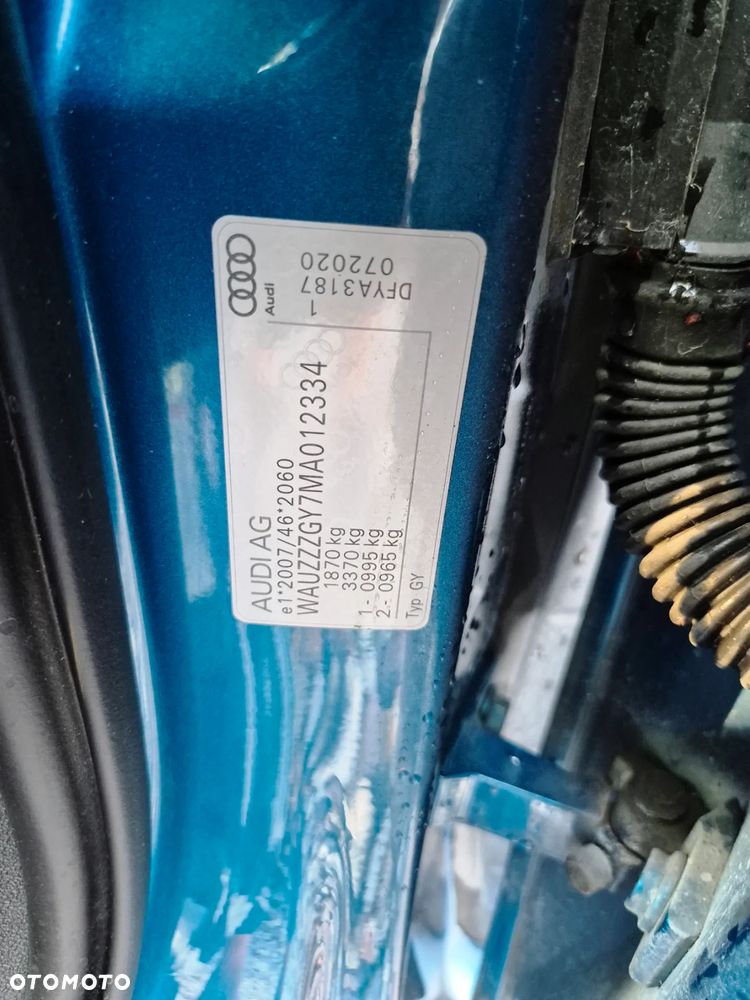 AUDI AG
e1*2007/46*2060
WAUZZZGY7MA012334
1870 kg
3370 kg
1.- 0995 kg
2.- 0965 kg
Typ GY
Audi
1
DFYA3187
072020
OTOMOTO